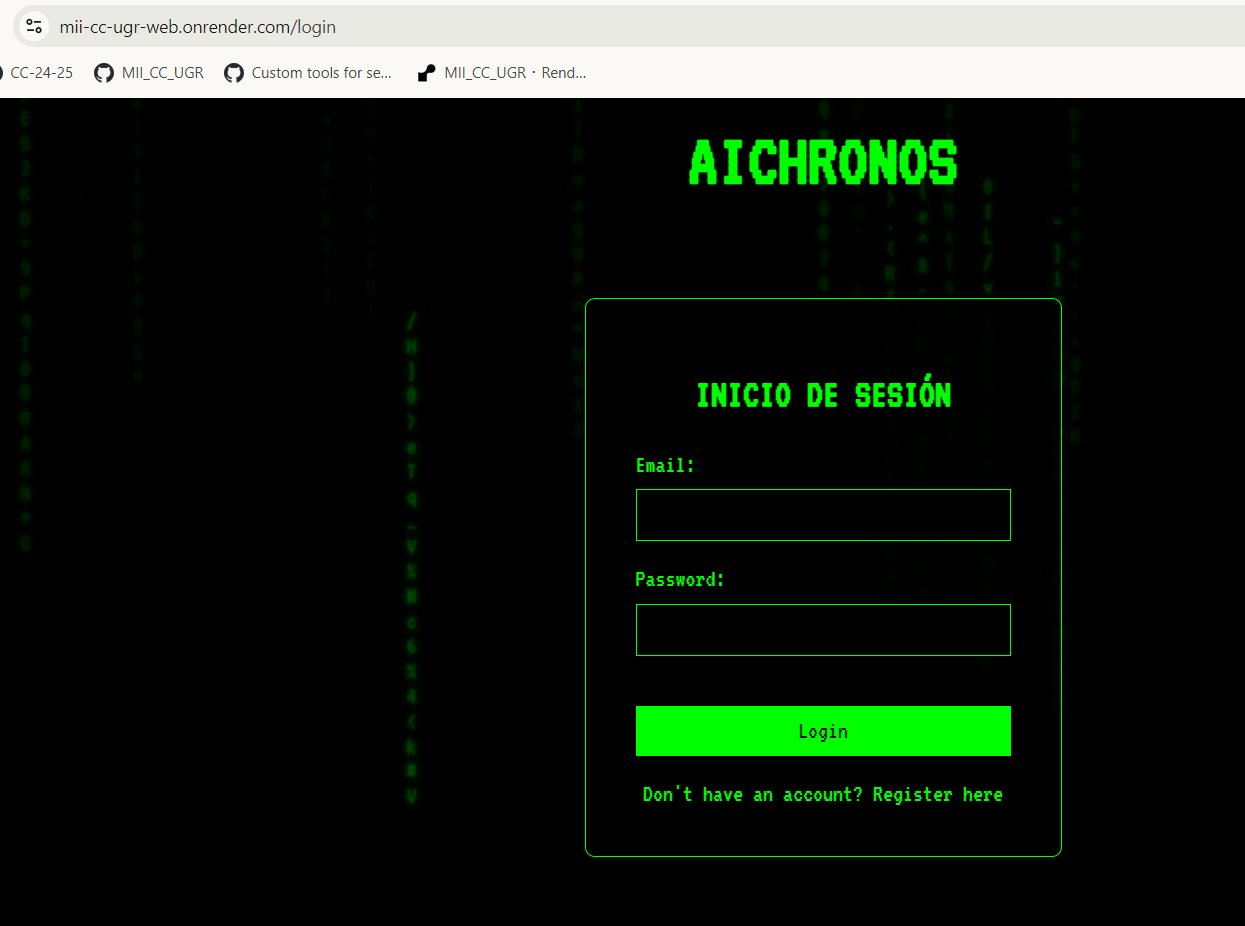 mii-cc-ugr-web.onrender.com/login
CC-24-25 MII_CC_UGR Custom tools for se... MII_CC_UGR · Rend...
AICHRONOS
INICIO DE SESIÓN
Email:
Password:
Login
Don't have an account? Register here